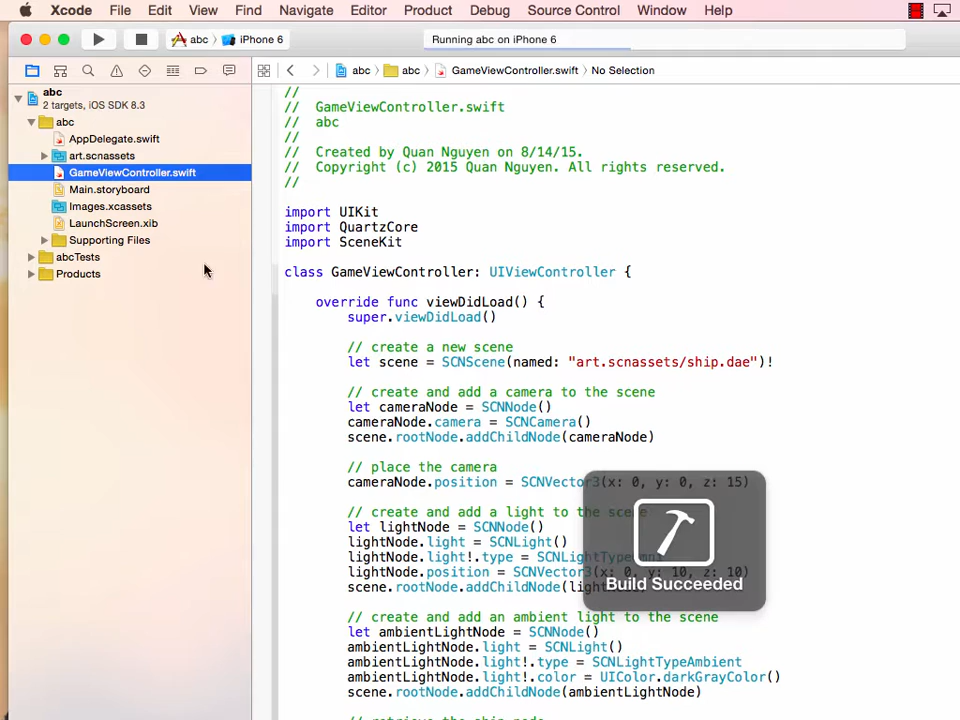 Xcode File Edit View Find Navigate Editor Product Debug Source Control Window Help
abc iPhone 6 Running abc on iPhone 6
abc abc GameViewController.swift No Selection
abc
2 targets, iOS SDK 8.3
abc
AppDelegate.swift
art.scnassets
GameViewController.swift
Main.storyboard
Images.xcassets
LaunchScreen.xib
Supporting Files
abcTests
Products
//
// GameViewController.swift
// abc
//
// Created by Quan Nguyen on 8/14/15.
// Copyright (c) 2015 Quan Nguyen. All rights reserved.
//
import UIKit
import QuartzCore
import SceneKit
class GameViewController: UIViewController {
override func viewDidLoad() {
super.viewDidLoad()
// create a new scene
let scene = SCNScene(named: "art.scnassets/ship.dae")!
// create and add a camera to the scene
let cameraNode = SCNNode()
cameraNode.camera = SCNCamera()
scene.rootNode.addChildNode(cameraNode)
// place the camera
cameraNode.position = SCNVector3(x: 0, y: 0, z: 15)
// create and add a light to the scene
let lightNode = SCNNode()
lightNode.light = SCNLight()
lightNode.light!.type = SCNLightTypeOmni
lightNode.position = SCNVector3(x: 0, y: 10, z: 10)
scene.rootNode.addChildNode(lightNode)
// create and add an ambient light to the scene
let ambientLightNode = SCNNode()
ambientLightNode.light = SCNLight()
ambientLightNode.light!.type = SCNLightTypeAmbient
ambientLightNode.light!.color = UIColor.darkGrayColor()
scene.rootNode.addChildNode(ambientLightNode)
// retrieve the ship node
Build Succeeded